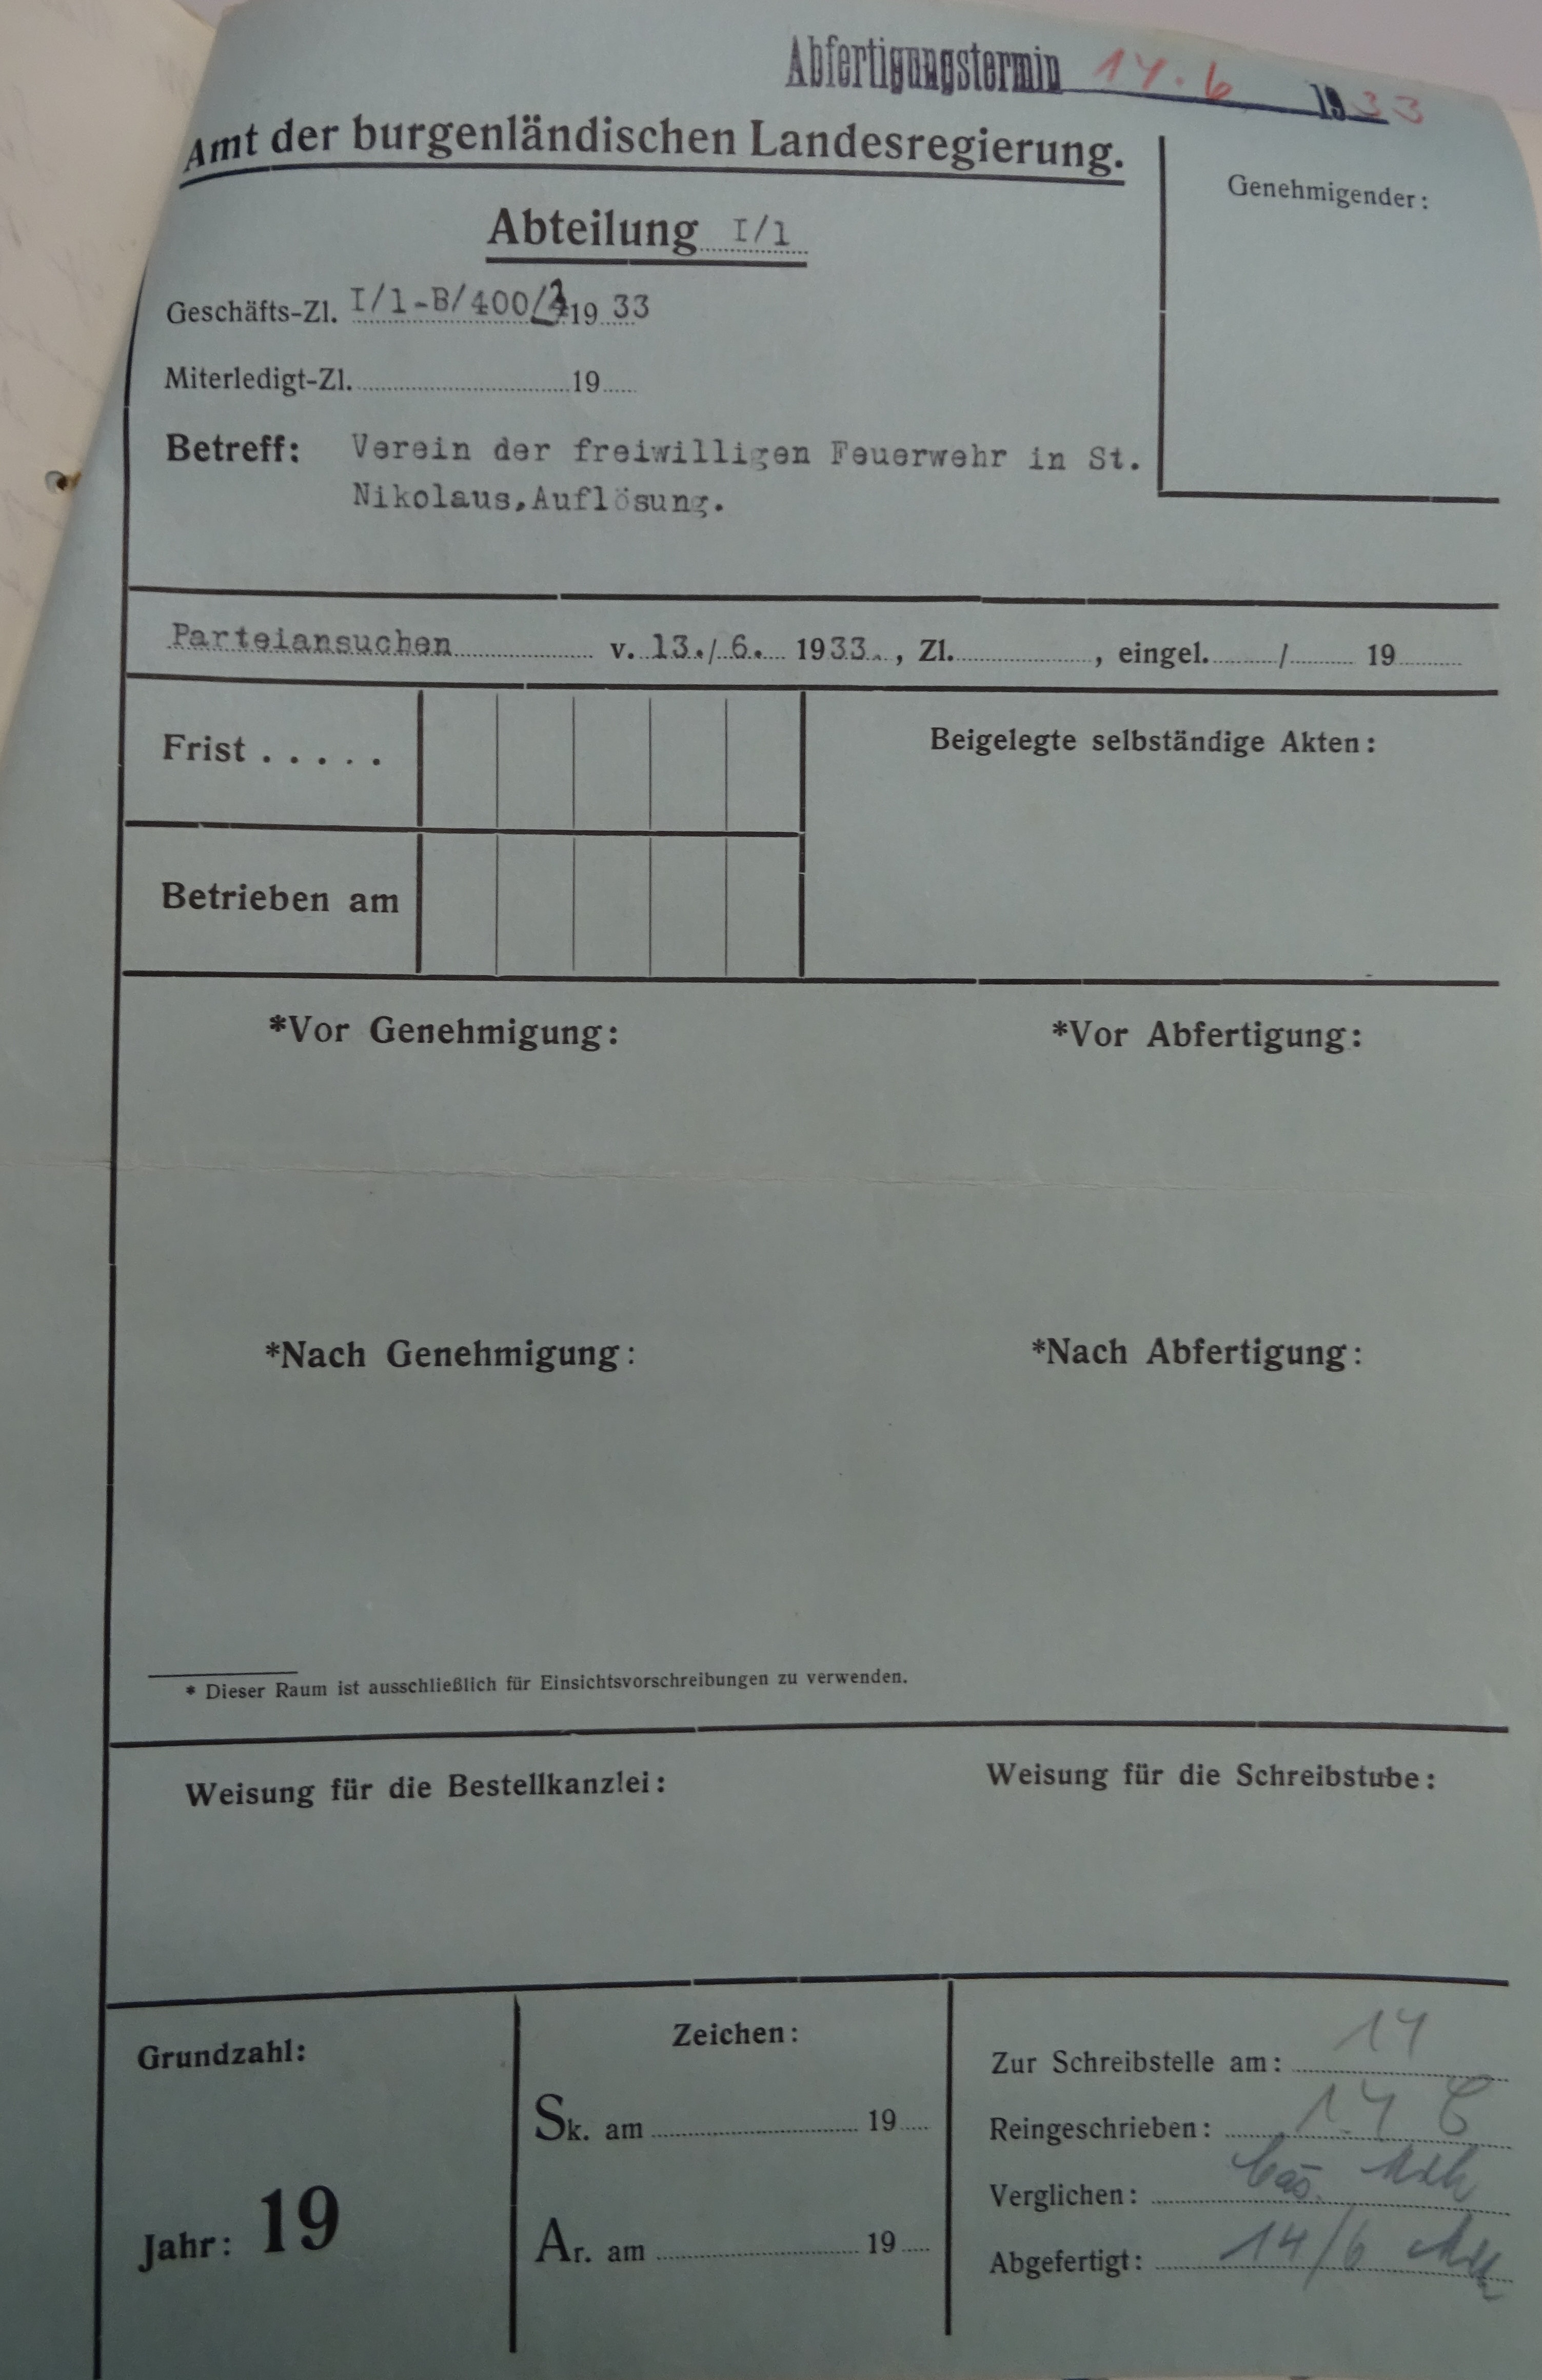 Abfertigungstermin 14.6 1933
Amt der burgenländischen Landesregierung.
Genehmigender:
Abteilung I/1
Geschäfts-Zl. I/1-B/400/ 19 33
Miterledigt-Zl. 19
Betreff: Verein der freiwilligen Feuerwehr in St.
Nikolaus,Auflösung.
Parteiansuchen v. 13./6. 1933., Zl. , eingel. / 19
Frist . . . . .
Beigelegte selbständige Akten:
Betrieben am
*Vor Genehmigung:
*Vor Abfertigung:
*Nach Genehmigung:
*Nach Abfertigung:
* Dieser Raum ist ausschließlich für Einsichtsvorschreibungen zu verwenden.
Weisung für die Bestellkanzlei:
Weisung für die Schreibstube:
Grundzahl:
Jahr: 19
Zeichen:
Sk. am 19
Ar. am 19
Zur Schreibstelle am: 14
Reingeschrieben: 14
Verglichen:
Abgefertigt: 14/6